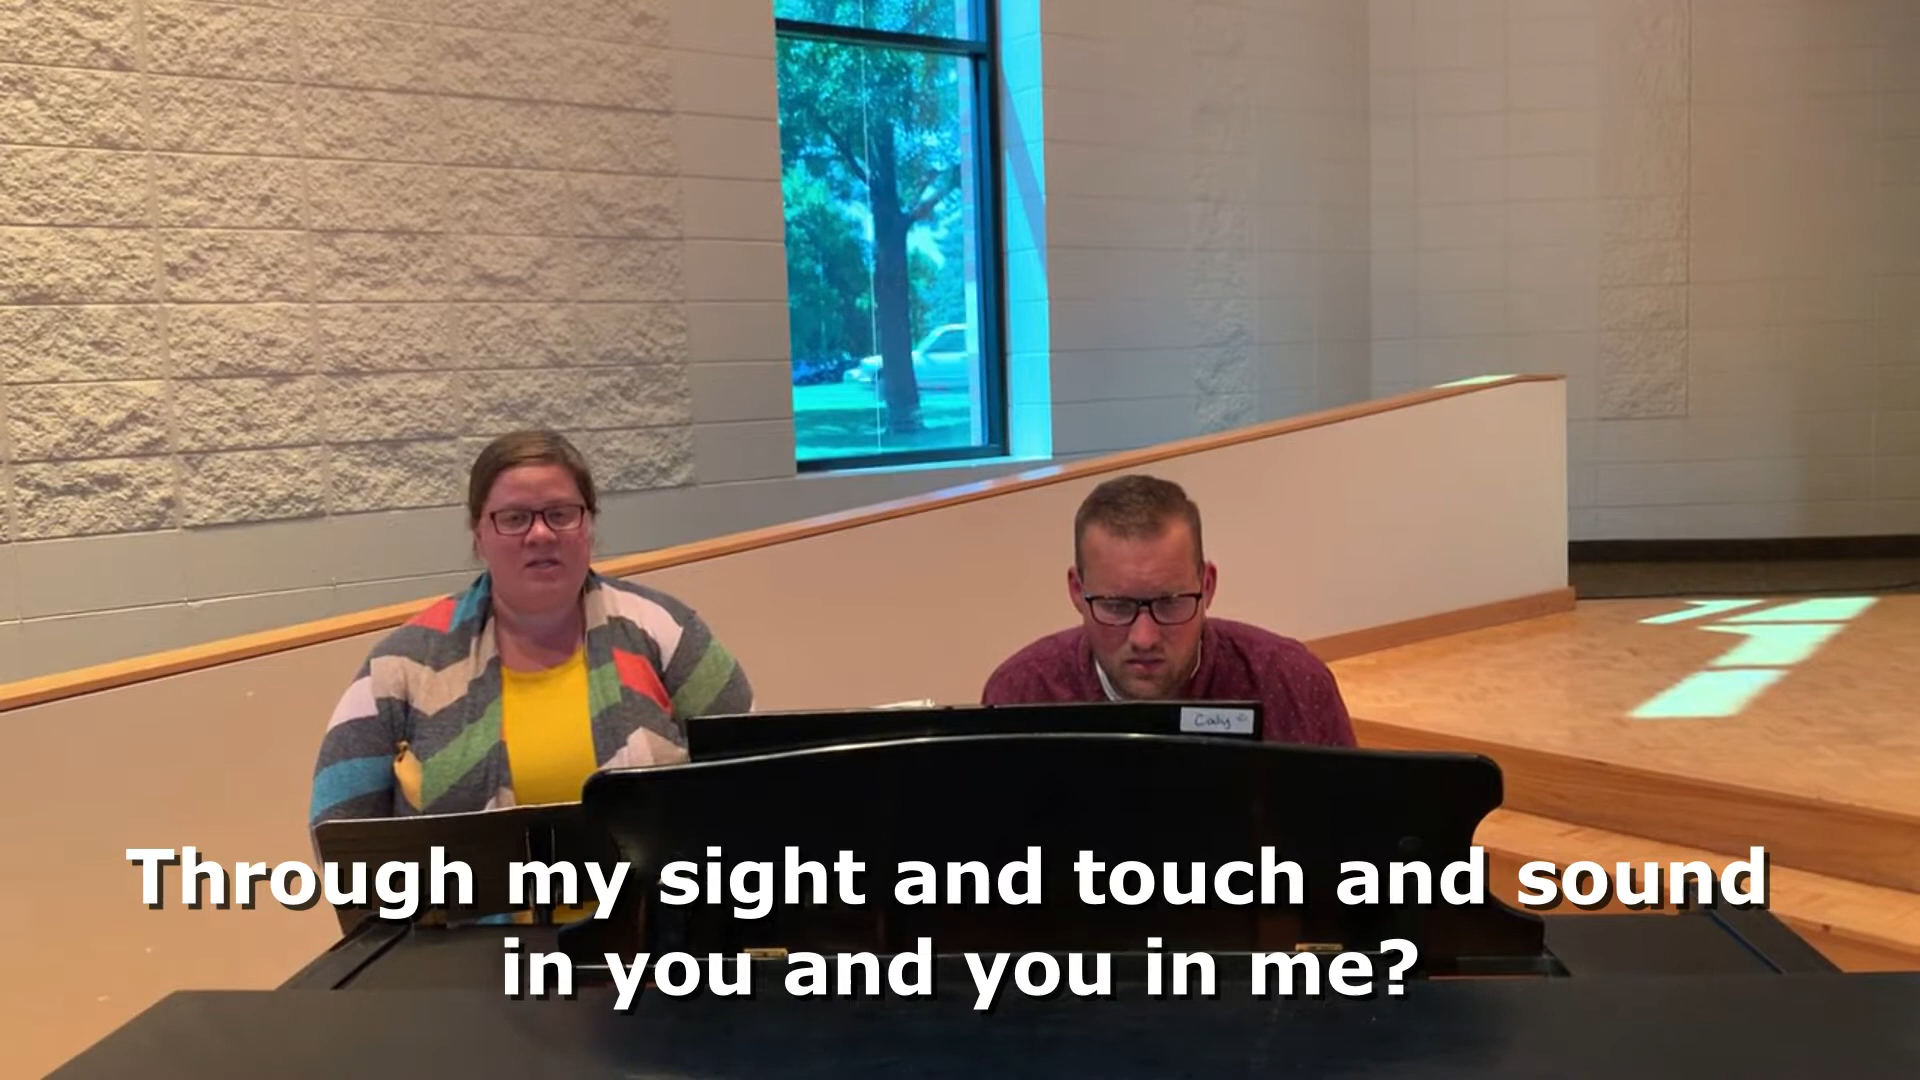 Through my sight and touch and sound
in you and you in me?